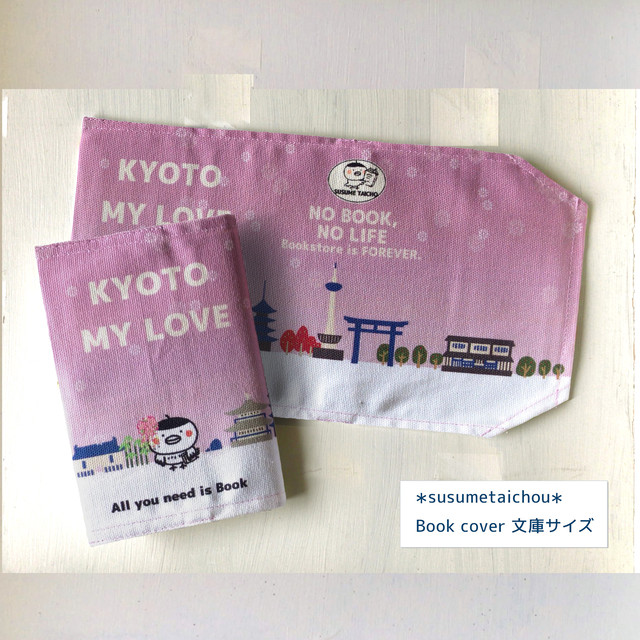 KYOTO
MY LOVE
SUSUME TAICHO
NO BOOK,
NO LIFE
Bookstore is FOREVER.
KYOTO
MY LOVE
All you need is Book
*susumetaichou*
Book cover 文庫サイズ